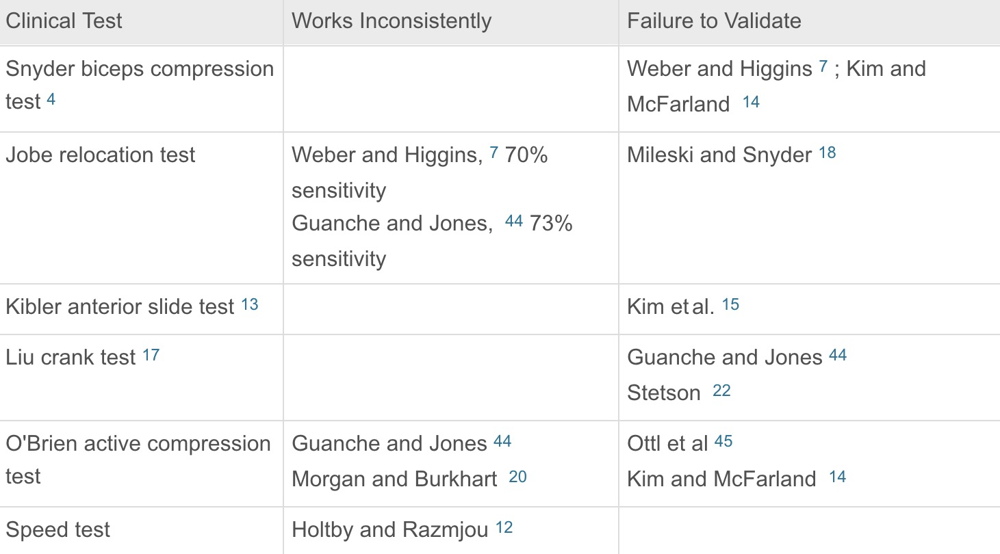 Clinical Test
Works Inconsistently
Failure to Validate
Snyder biceps compression
test 4
Weber and Higgins 7 ; Kim and
McFarland 14
Jobe relocation test
Weber and Higgins, 7 70%
sensitivity
Guanche and Jones, 44 73%
sensitivity
Mileski and Snyder 18
Kibler anterior slide test 13
Kim et al. 15
Liu crank test 17
Guanche and Jones 44
Stetson 22
O'Brien active compression
test
Guanche and Jones 44
Morgan and Burkhart 20
Ottl et al 45
Kim and McFarland 14
Speed test
Holtby and Razmjou 12